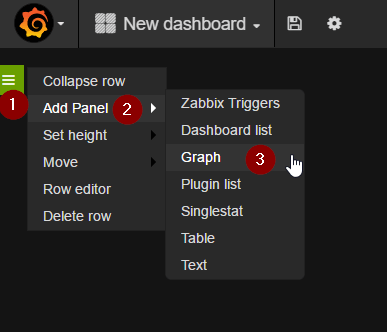 New dashboard
Collapse row
1
Add Panel
2
Set height
Move
Row editor
Delete row
Zabbix Triggers
Dashboard list
Graph
3
Plugin list
Singlestat
Table
Text